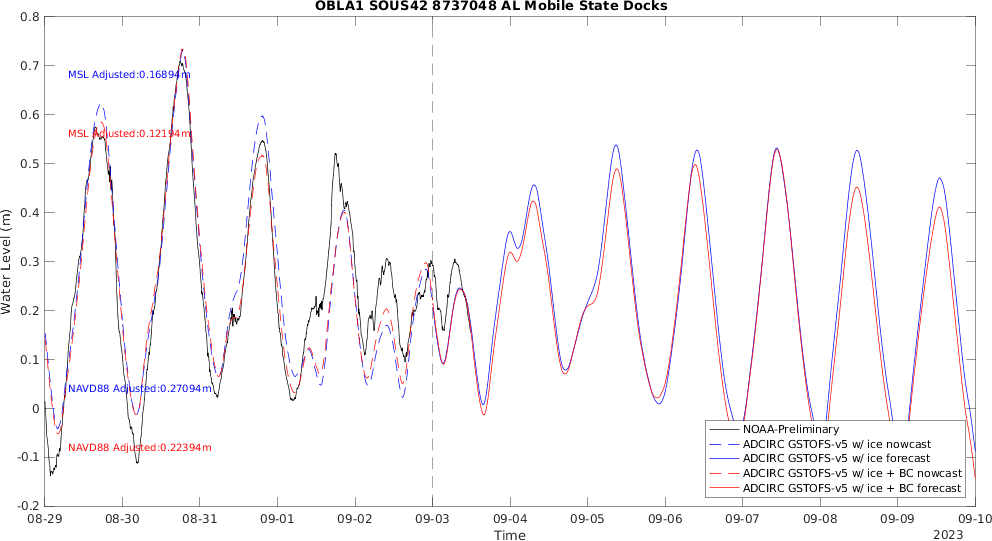 OBLA1 SOUS42 8737048 AL Mobile State Docks
0.8
0.7
0.6
0.5
0.4
0.3
0.2
0.1
0
-0.1
-0.2
Water Level (m)
MSL Adjusted:0.16894m
MSL Adjusted:0.12194m
NAVD88 Adjusted:0.27094m
NAVD88 Adjusted:0.22394m
NOAA-Preliminary
ADCIRC GSTOFS-v5 w/ ice nowcast
ADCIRC GSTOFS-v5 w/ ice forecast
ADCIRC GSTOFS-v5 w/ ice + BC nowcast
ADCIRC GSTOFS-v5 w/ ice + BC forecast
08-29 08-30 08-31 09-01 09-02 09-03 09-04 09-05 09-06 09-07 09-08 09-09 09-10
Time
2023